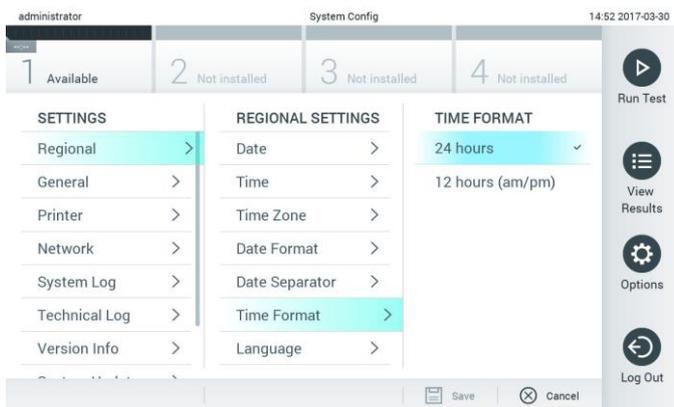 administrator System Config 14:52 2017-03-30
1 Available 2 Not installed 3 Not installed 4 Not installed
Run Test
SETTINGS REGIONAL SETTINGS TIME FORMAT
Regional Date 24 hours
General Time 12 hours (am/pm)
View
Results
Printer Time Zone
Network Date Format
System Log Date Separator
Options
Technical Log Time Format
Version Info Language
Log Out
Save Cancel